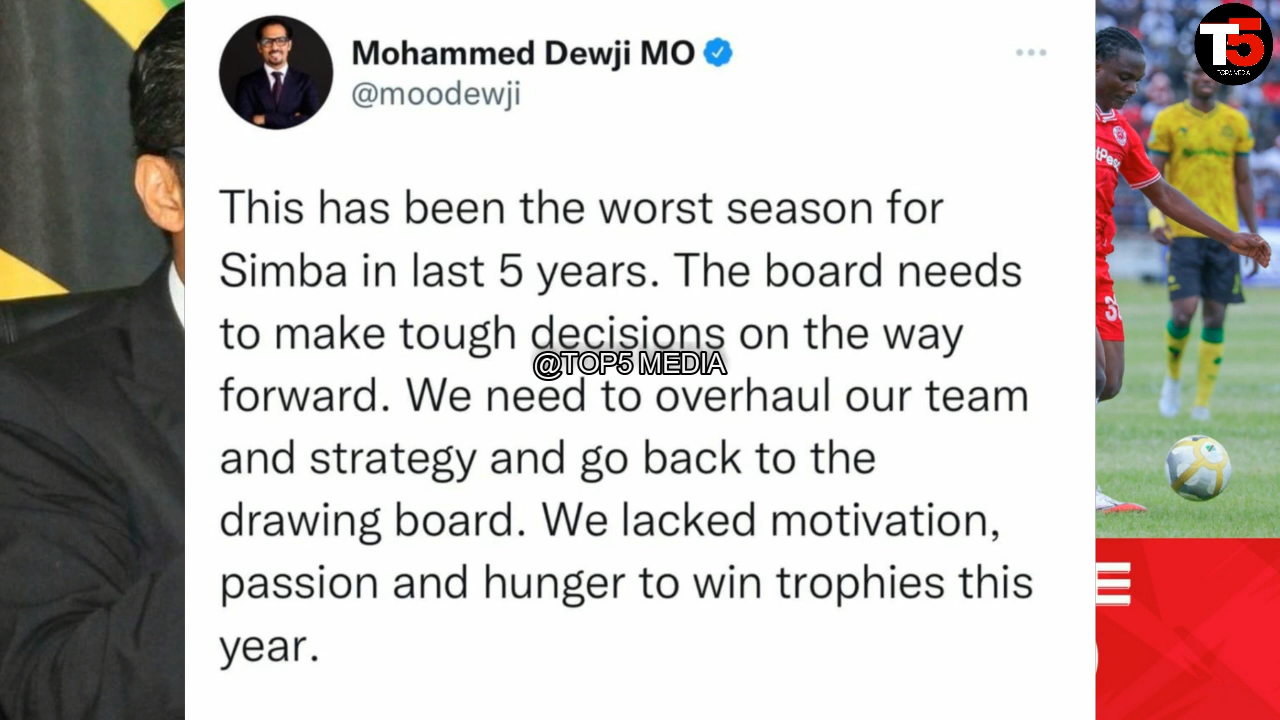 Mohammed Dewji MO
@moodewji
This has been the worst season for
Simba in last 5 years. The board needs
to make tough decisions on the way
@TOP5 MEDIA
forward. We need to overhaul our team
and strategy and go back to the
drawing board. We lacked motivation,
passion and hunger to win trophies this
year.
T5
TOP5 MEDIA